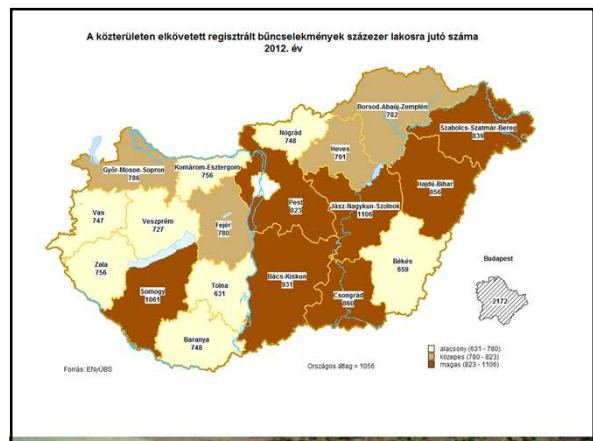 A közterületen elkövetett regisztrált bűncselekmények százezer lakosra jutó száma
2012. év
Borsod-Abaúj-Zemplén
782
Szabolcs-Szatmár-Bereg
839
Nógrád
748
Heves
791
Komárom-Esztergom
756
Győr-Moson-Sopron
786
Hajdú-Bihar
856
Pest
823
Jász-Nagykun-Szolnok
1106
Vas
747
Veszprém
727
Fejér
780
Zala
756
Békés
659
Budapest
2172
Somogy
1061
Tolna
631
Bács-Kiskun
931
Csongrád
860
Baranya
748
Forrás: ENyÜBS
Országos átlag = 1056
alacsony (631 - 780)
közepes (780 - 823)
magas (823 - 1106)